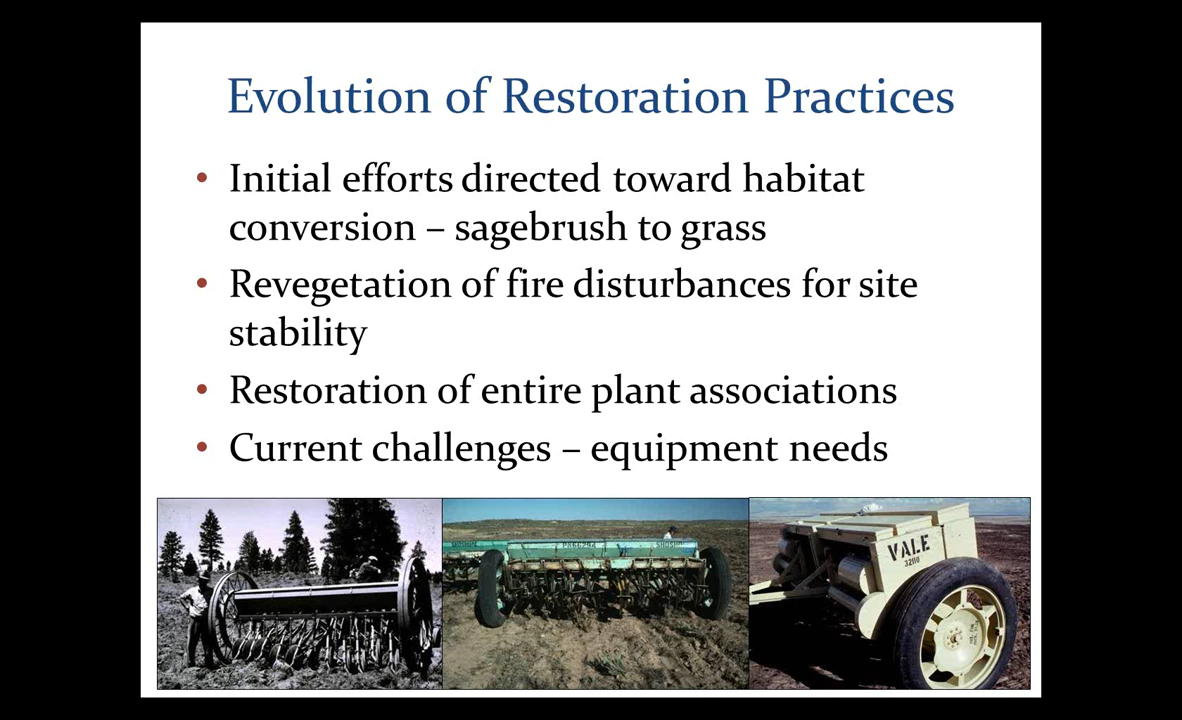 Evolution of Restoration Practices
• Initial efforts directed toward habitat
conversion – sagebrush to grass
• Revegetation of fire disturbances for site
stability
• Restoration of entire plant associations
• Current challenges – equipment needs
VALE